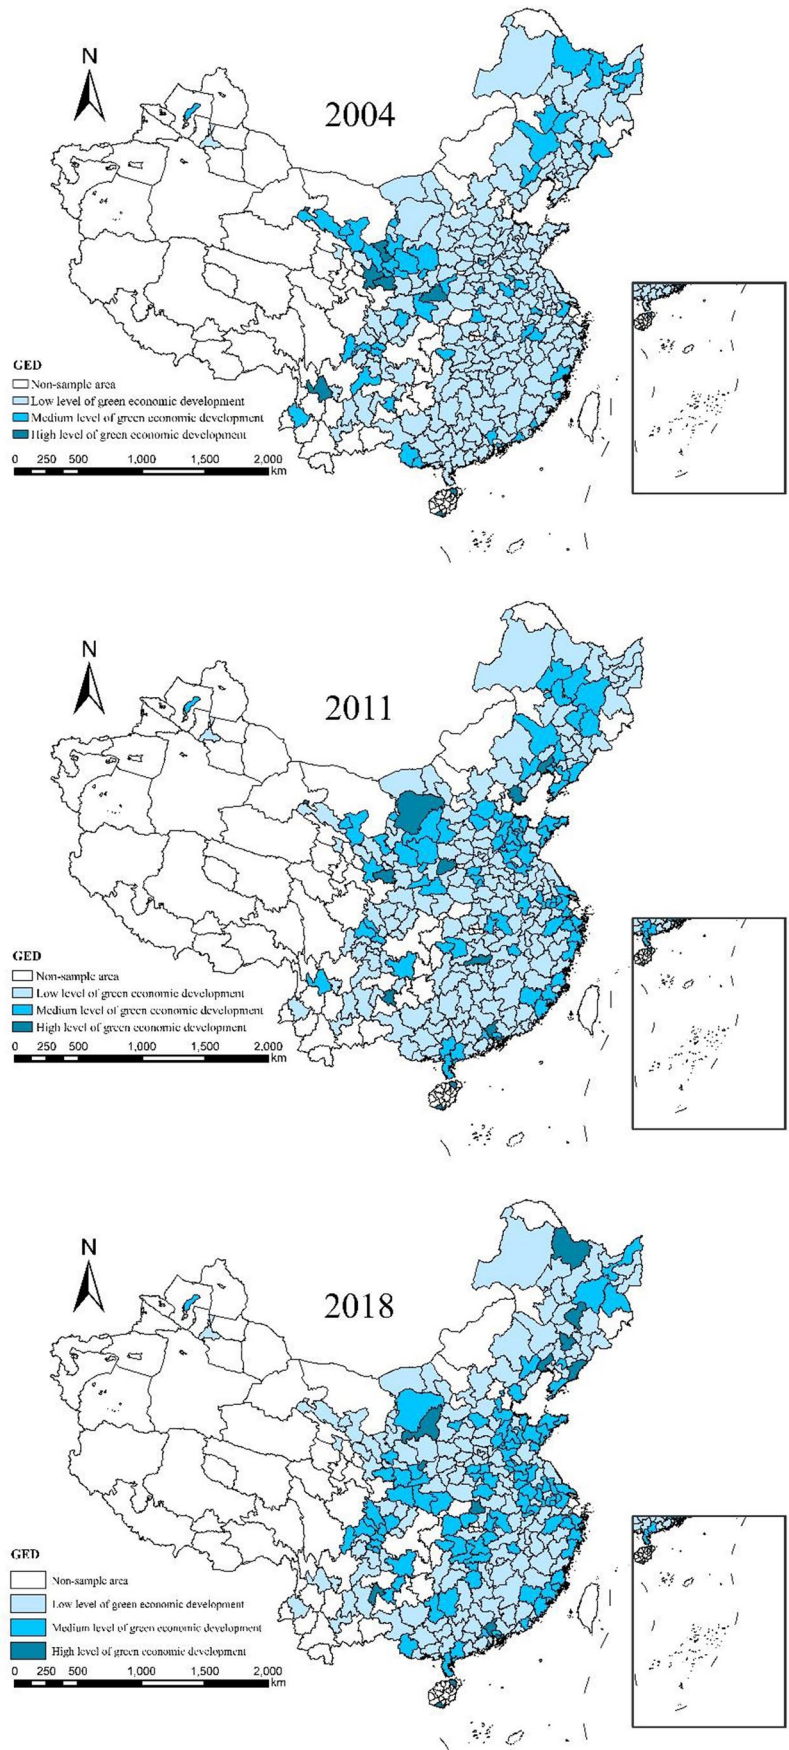 N
2004
GED
Non-sample area
Low level of green economic development
Medium level of green economic development
High level of green economic development
0 250 500 1,000 1,500 2,000
km
N
2011
GED
Non-sample area
Low level of green economic development
Medium level of green economic development
High level of green economic development
0 250 500 1,000 1,500 2,000
km
N
2018
GED
Non-sample area
Low level of green economic development
Medium level of green economic development
High level of green economic development
0 250 500 1,000 1,500 2,000
km